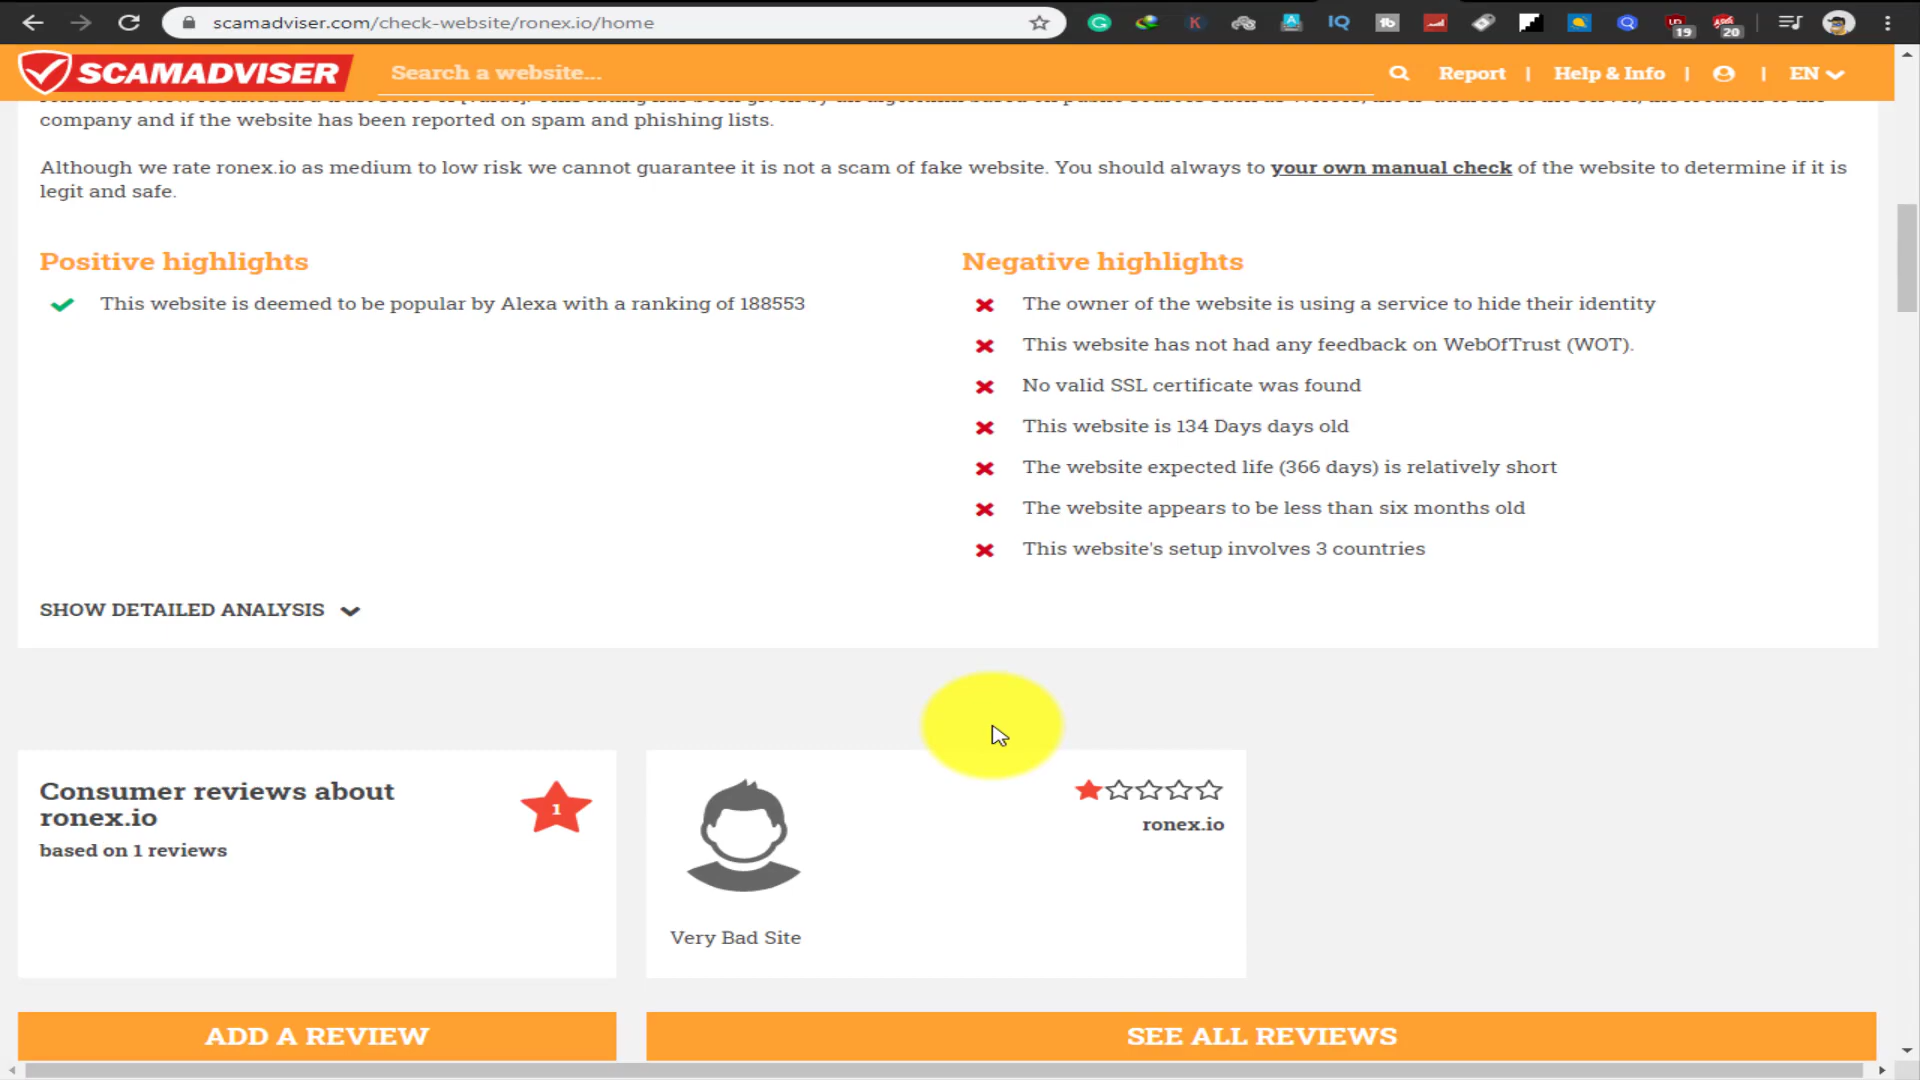 scamadviser.com/check-website/ronex.io/home
19
20
SCAMADVISER
Search a website...
Report | Help & Info | | EN
company and if the website has been reported on spam and phishing lists.
Although we rate ronex.io as medium to low risk we cannot guarantee it is not a scam of fake website. You should always to your own manual check of the website to determine if it is
legit and safe.
Positive highlights
This website is deemed to be popular by Alexa with a ranking of 188553
Negative highlights
The owner of the website is using a service to hide their identity
This website has not had any feedback on WebOfTrust (WOT).
No valid SSL certificate was found
This website is 134 Days days old
The website expected life (366 days) is relatively short
The website appears to be less than six months old
This website's setup involves 3 countries
SHOW DETAILED ANALYSIS
Consumer reviews about
ronex.io
based on 1 reviews
1
ronex.io
Very Bad Site
ADD A REVIEW
SEE ALL REVIEWS